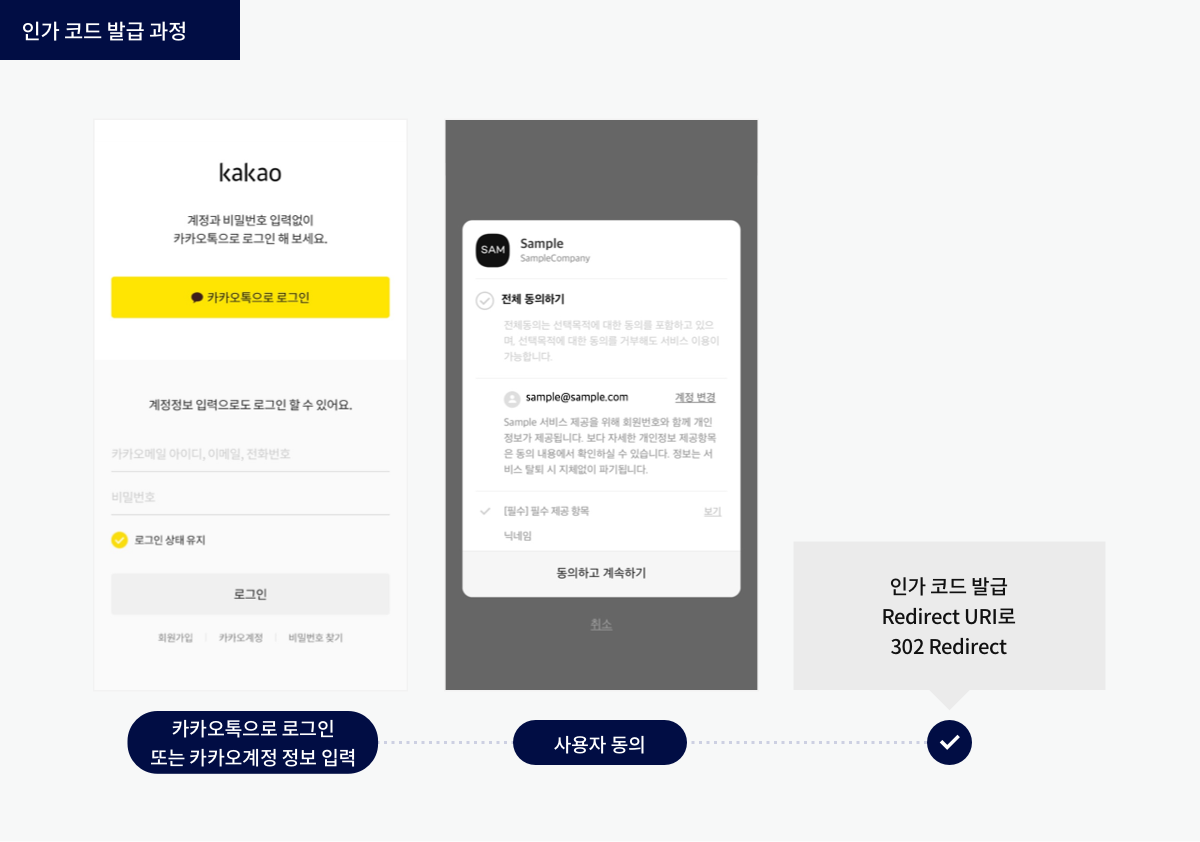 인가 코드 발급 과정
kakao
계정과 비밀번호 입력없이
카카오톡으로 로그인 해 보세요.
카카오톡으로 로그인
계정정보 입력으로도 로그인 할 수 있어요.
카카오메일 아이디, 이메일, 전화번호
비밀번호
로그인 상태 유지
로그인
회원가입 | 카카오계정 | 비밀번호 찾기
카카오톡으로 로그인
또는 카카오계정 정보 입력
SAM
Sample
SampleCompany
전체 동의하기
전체동의는 선택목적에 대한 동의를 포함하고 있으
며, 선택목적에 대한 동의를 거부해도 서비스 이용이
가능합니다.
sample@sample.com 계정 변경
Sample 서비스 제공을 위해 회원번호와 함께 개인
정보가 제공됩니다. 보다 자세한 개인정보 제공항목
은 동의 내용에서 확인하실 수 있습니다. 정보는 서
비스 탈퇴 시 지체없이 파기됩니다.
[필수] 필수 제공 항목 보기
닉네임
동의하고 계속하기
취소
사용자 동의
인가 코드 발급
Redirect URI로
302 Redirect